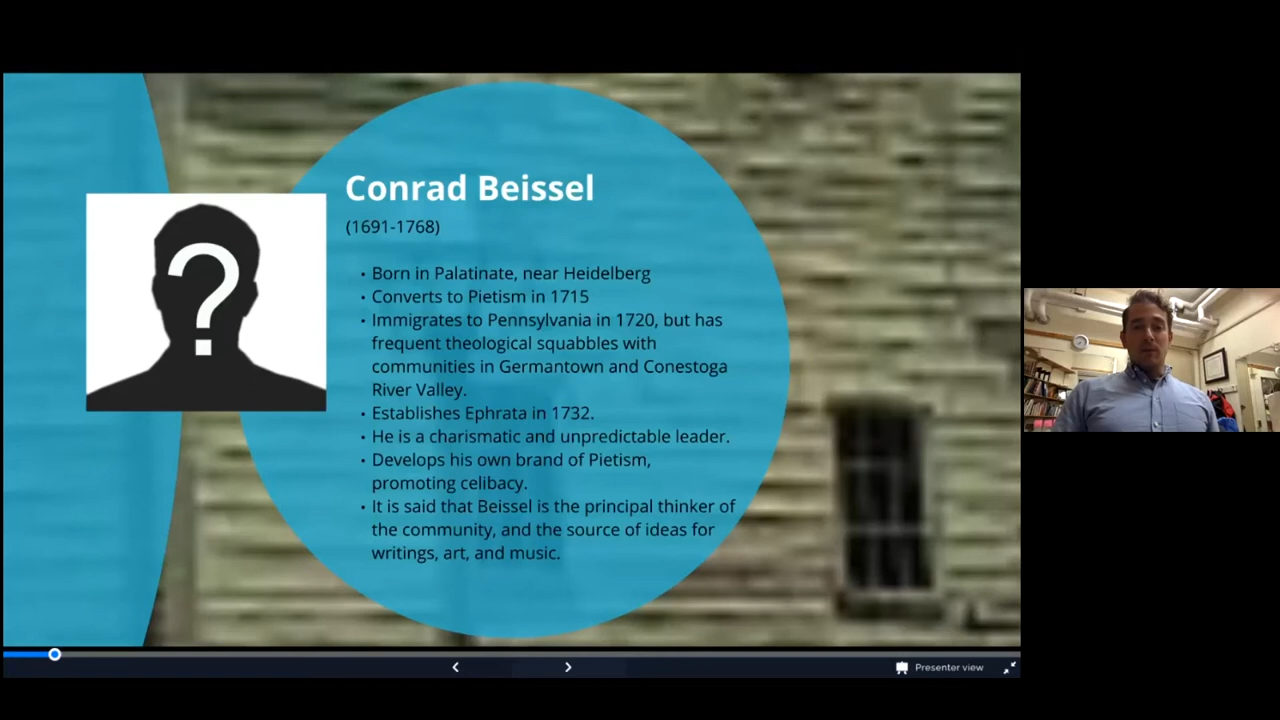 Conrad Beissel
(1691-1768)
• Born in Palatinate, near Heidelberg
• Converts to Pietism in 1715
• Immigrates to Pennsylvania in 1720, but has
frequent theological squabbles with
communities in Germantown and Conestoga
River Valley.
• Establishes Ephrata in 1732.
• He is a charismatic and unpredictable leader.
• Develops his own brand of Pietism,
promoting celibacy.
• It is said that Beissel is the principal thinker of
the community, and the source of ideas for
writings, art, and music.
?
Presenter view